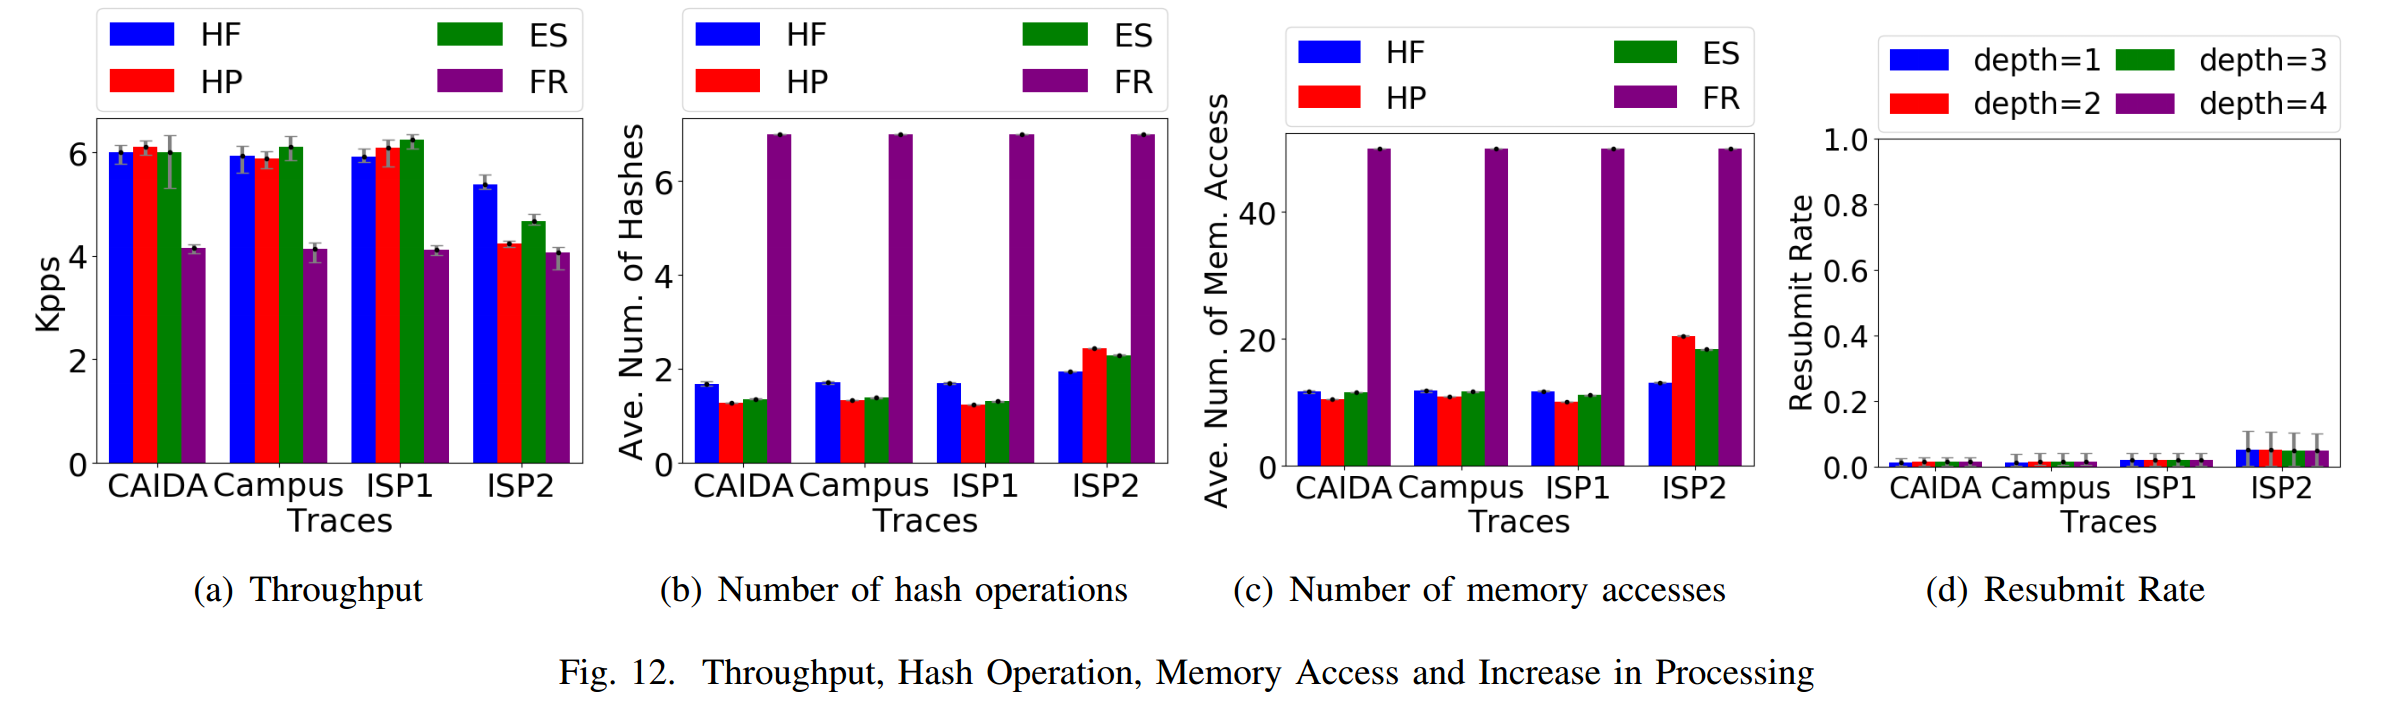 HF ES
HP FR
Kpps
6
4
2
0
CAIDA Campus ISP1 ISP2
Traces
(a) Throughput
HF ES
HP FR
Ave. Num. of Hashes
6
4
2
0
CAIDA Campus ISP1 ISP2
Traces
(b) Number of hash operations
HF ES
HP FR
Ave. Num. of Mem. Access
40
20
0
CAIDA Campus ISP1 ISP2
Traces
(c) Number of memory accesses
depth=1 depth=3
depth=2 depth=4
Resubmit Rate
1.0
0.8
0.6
0.4
0.2
0.0
CAIDA Campus ISP1 ISP2
Traces
(d) Resubmit Rate
Fig. 12. Throughput, Hash Operation, Memory Access and Increase in Processing